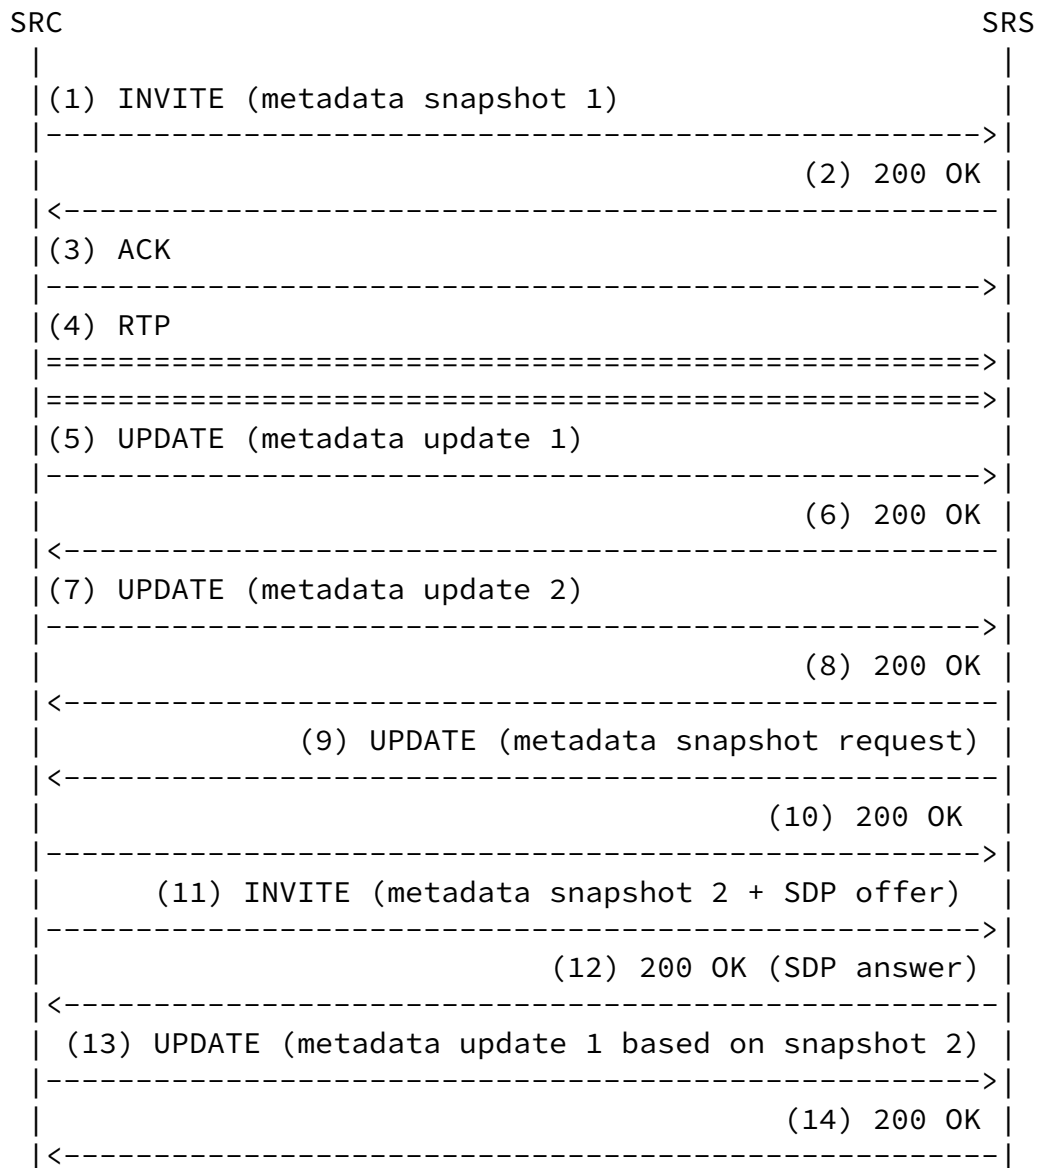 SRC SRS
(1) INVITE (metadata snapshot 1)
(2) 200 OK
(3) ACK
(4) RTP
(5) UPDATE (metadata update 1)
(6) 200 OK
(7) UPDATE (metadata update 2)
(8) 200 OK
(9) UPDATE (metadata snapshot request)
(10) 200 OK
(11) INVITE (metadata snapshot 2 + SDP offer)
(12) 200 OK (SDP answer)
(13) UPDATE (metadata update 1 based on snapshot 2)
(14) 200 OK